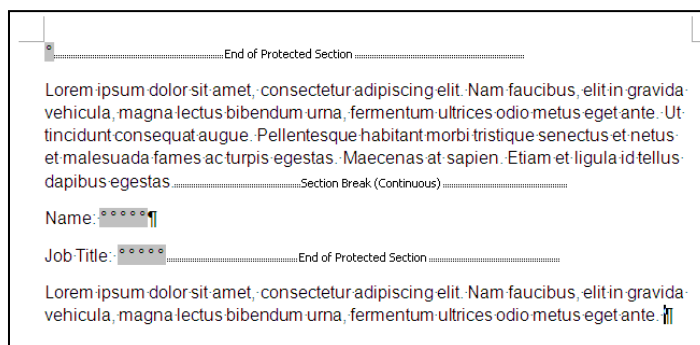 End of Protected Section
Lorem ipsum dolor sit amet, consectetur adipiscing elit. Nam faucibus, elit in gravida
vehicula, magna lectus bibendum urna, fermentum ultrices odio metus eget ante. Ut
tincidunt consequat augue. Pellentesque habitant morbi tristique senectus et netus
et malesuada fames ac turpis egestas. Maecenas at sapien. Etiam et ligula id tellus
dapibus egestas. Section Break (Continuous)
Name: °°°°°¶
Job Title: °°°°° End of Protected Section
Lorem ipsum dolor sit amet, consectetur adipiscing elit. Nam faucibus, elit in gravida
vehicula, magna lectus bibendum urna, fermentum ultrices odio metus eget ante. ¶